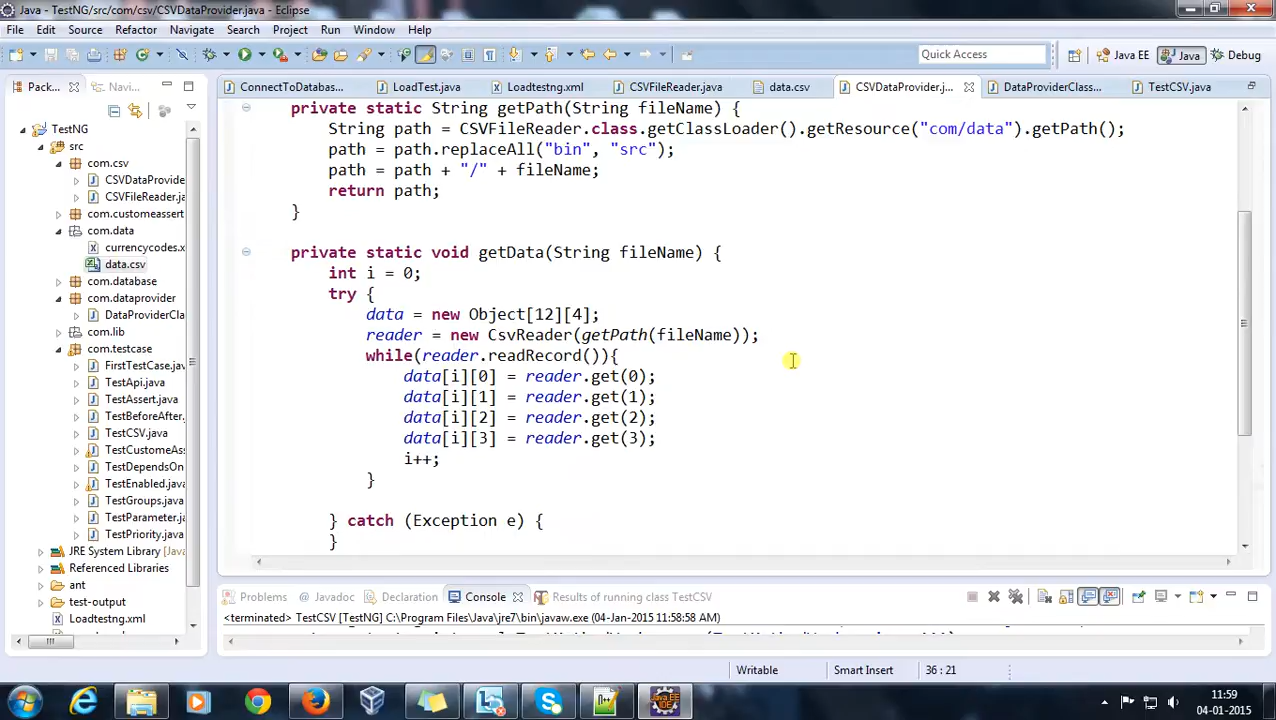 Java - TestNG/src/com/csv/CSVDataProvider.java - Eclipse
File Edit Source Refactor Navigate Search Project Run Window Help
Quick Access Java EE Java Debug
Pack... Navi... ConnectToDatabas... LoadTest.java Loadtestng.xml CSVFileReader.java data.csv CSVDataProvider.j... DataProviderClass... TestCSV.java
TestNG
src
com.csv
CSVDataProvide
CSVFileReader.ja
com.customeassert
com.data
currencycodes.x
data.csv
com.database
com.dataprovider
DataProviderCla
com.lib
com.testcase
FirstTestCase.jav
TestApi.java
TestAssert.java
TestBeforeAfter.
TestCSV.java
TestCustomeAss
TestDependsOn
TestEnabled.java
TestGroups.java
TestParameter.ja
TestPriority.java
JRE System Library [Java
Referenced Libraries
ant
test-output
Loadtestng.xml
private static String getPath(String fileName) {
String path = CSVFileReader.class.getClassLoader().getResource("com/data").getPath();
path = path.replaceAll("bin", "src");
path = path + "/" + fileName;
return path;
}
private static void getData(String fileName) {
int i = 0;
try {
data = new Object[12][4];
reader = new CsvReader(getPath(fileName));
while(reader.readRecord()){
data[i][0] = reader.get(0);
data[i][1] = reader.get(1);
data[i][2] = reader.get(2);
data[i][3] = reader.get(3);
i++;
}
} catch (Exception e) {
}
Problems Javadoc Declaration Console Results of running class TestCSV
<terminated> TestCSV [TestNG] C:\Program Files\Java\jre7\bin\javaw.exe (04-Jan-2015 11:58:58 AM)
Writable Smart Insert 36 : 21
11:59
04-01-2015